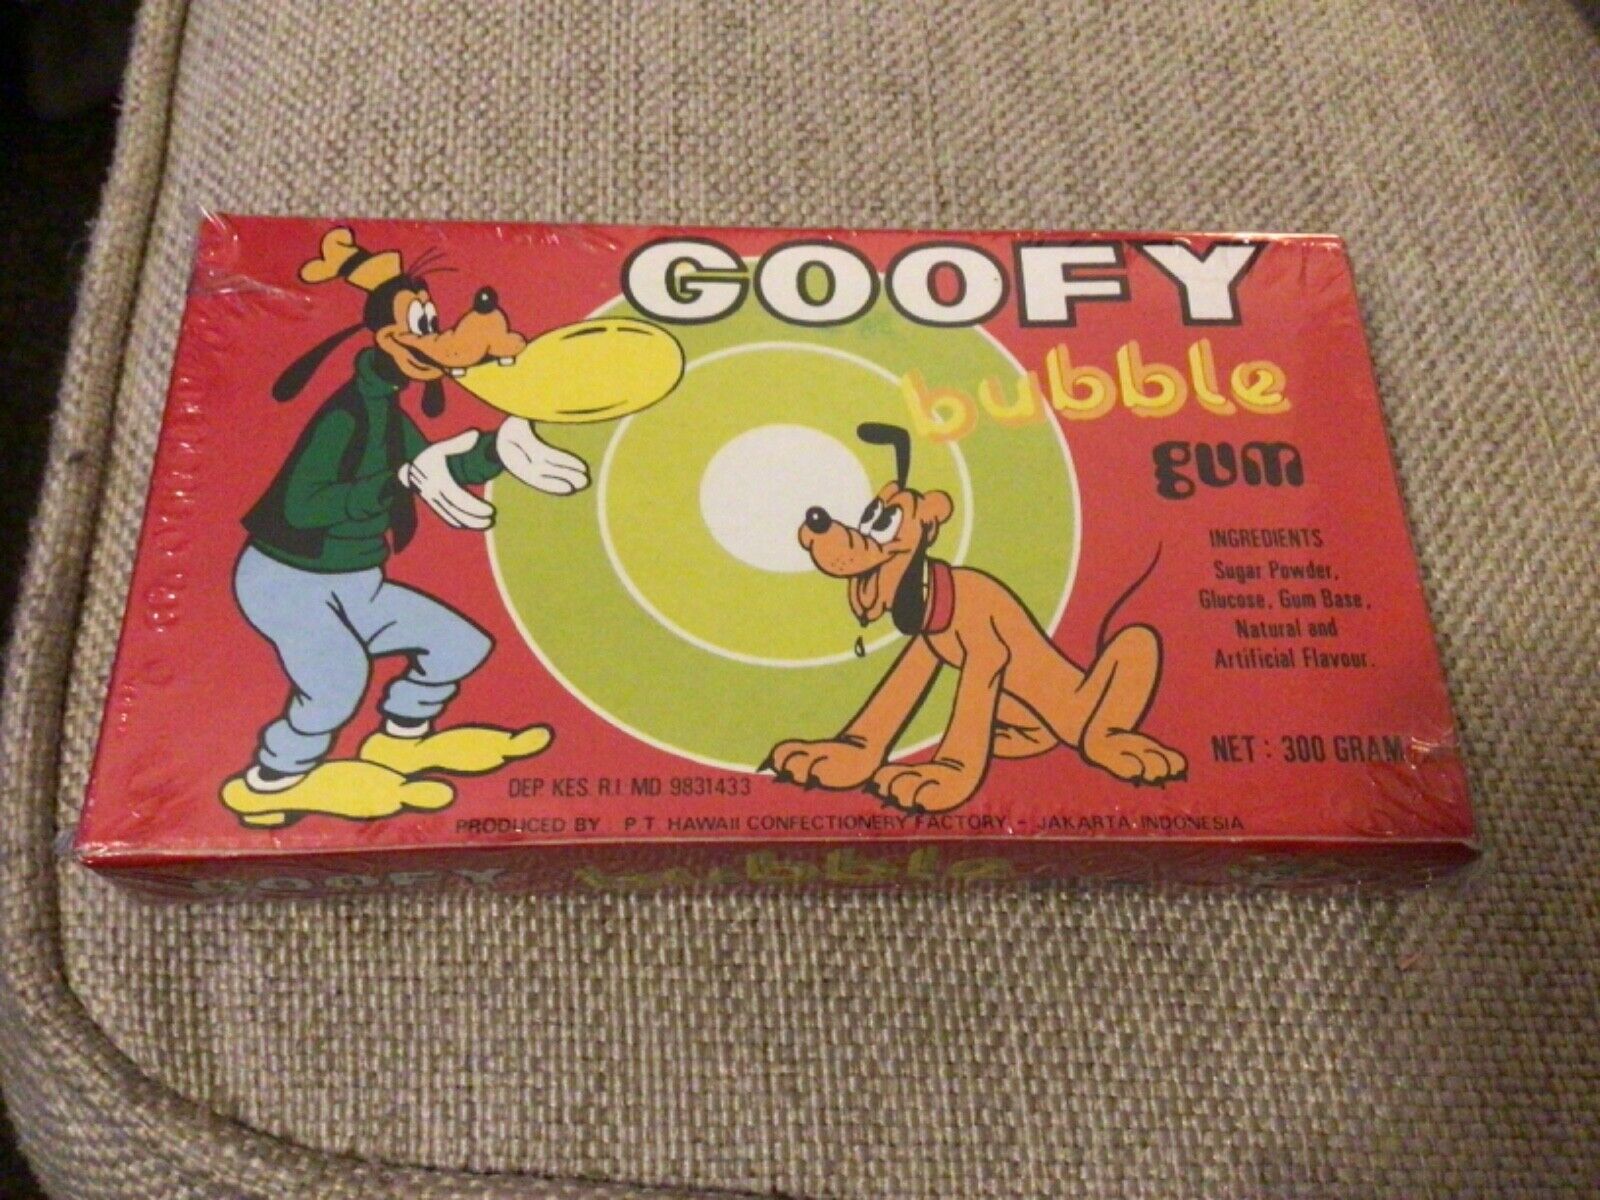 GOOFY
bubble
gum
INGREDIENTS
Sugar Powder,
Glucose, Gum Base,
Natural and
Artificial Flavour.
NET : 300 GRAM
DEP KES R.I MD 9831433
PRODUCED BY P.T. HAWAII CONFECTIONERY FACTORY - JAKARTA, INDONESIA
GOOFY bubble